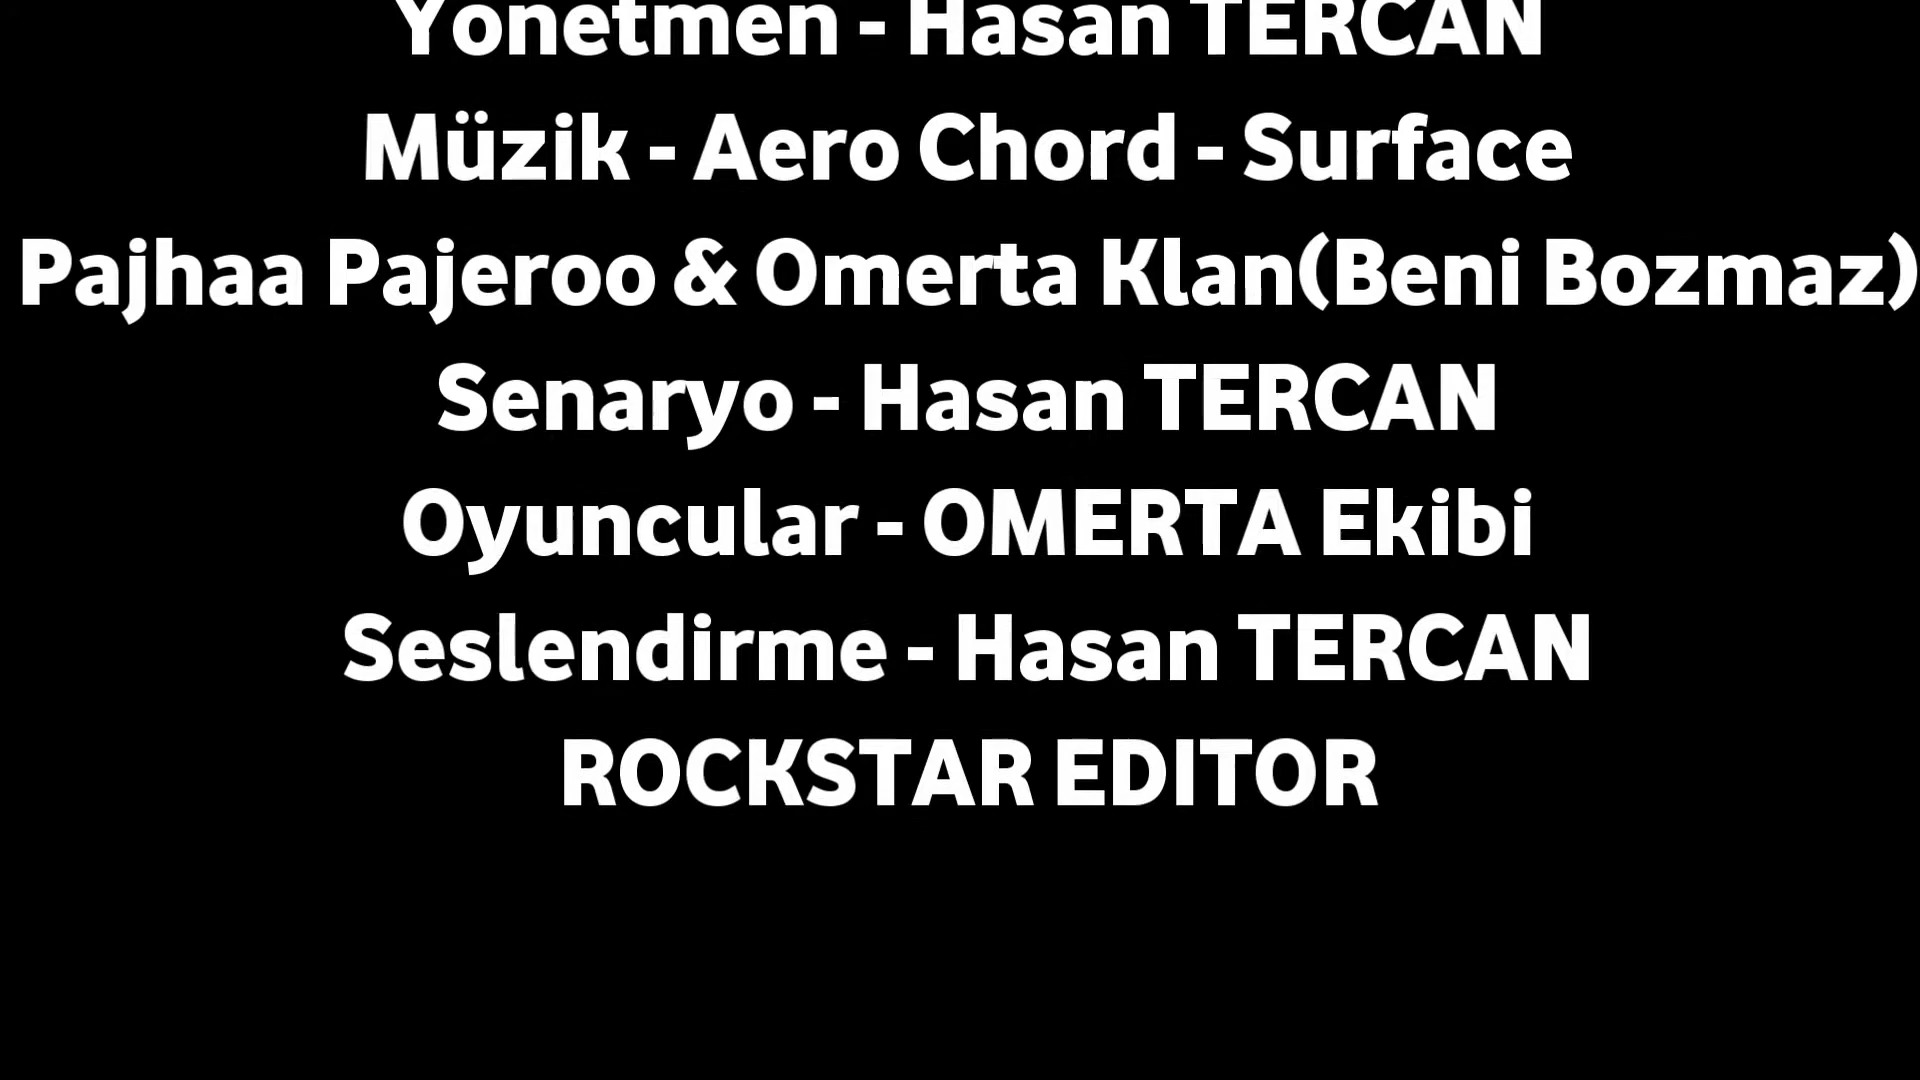 Yönetmen - Hasan TERCAN
Müzik - Aero Chord - Surface
Pajhaa Pajeroo & Omerta Klan(Beni Bozmaz)
Senaryo - Hasan TERCAN
Oyuncular - OMERTA Ekibi
Seslendirme - Hasan TERCAN
ROCKSTAR EDITOR